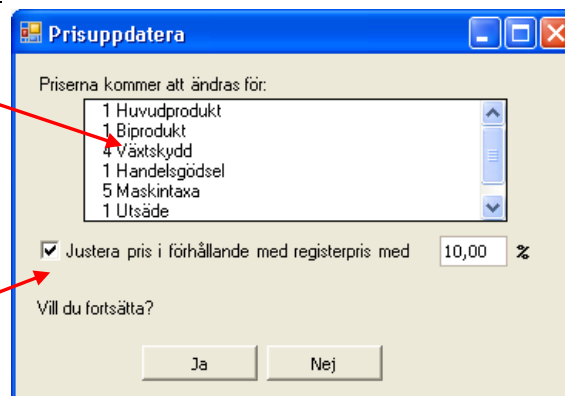 Prisuppdatera
Priserna kommer att ändras för:
1 Huvudprodukt
1 Biprodukt
4 Växtskydd
1 Handelsgödsel
5 Maskintaxa
1 Utsäde
Justera pris i förhållande med registerpris med 10,00 %
Vill du fortsätta?
Ja Nej